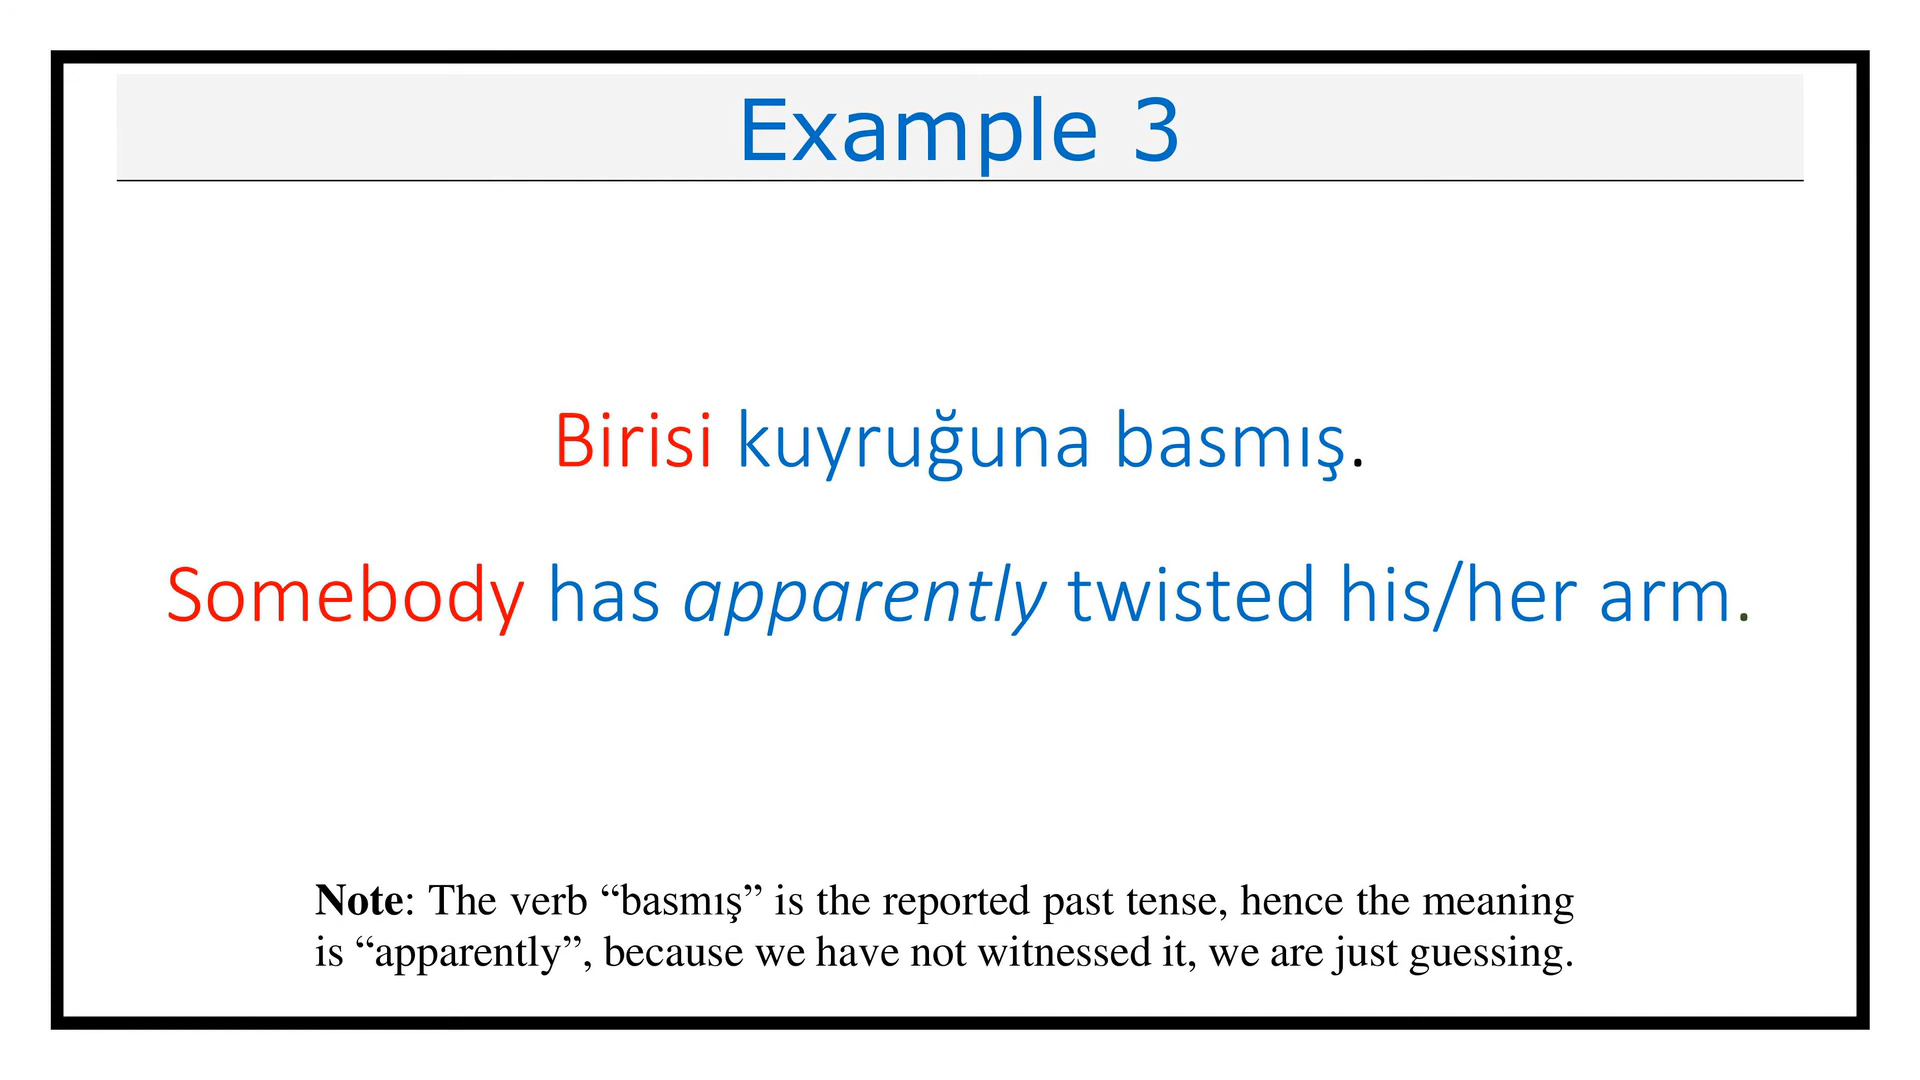 Example 3
Birisi kuyruğuna basmış.
Somebody has apparently twisted his/her arm.
Note: The verb “basmış” is the reported past tense, hence the meaning
is “apparently”, because we have not witnessed it, we are just guessing.